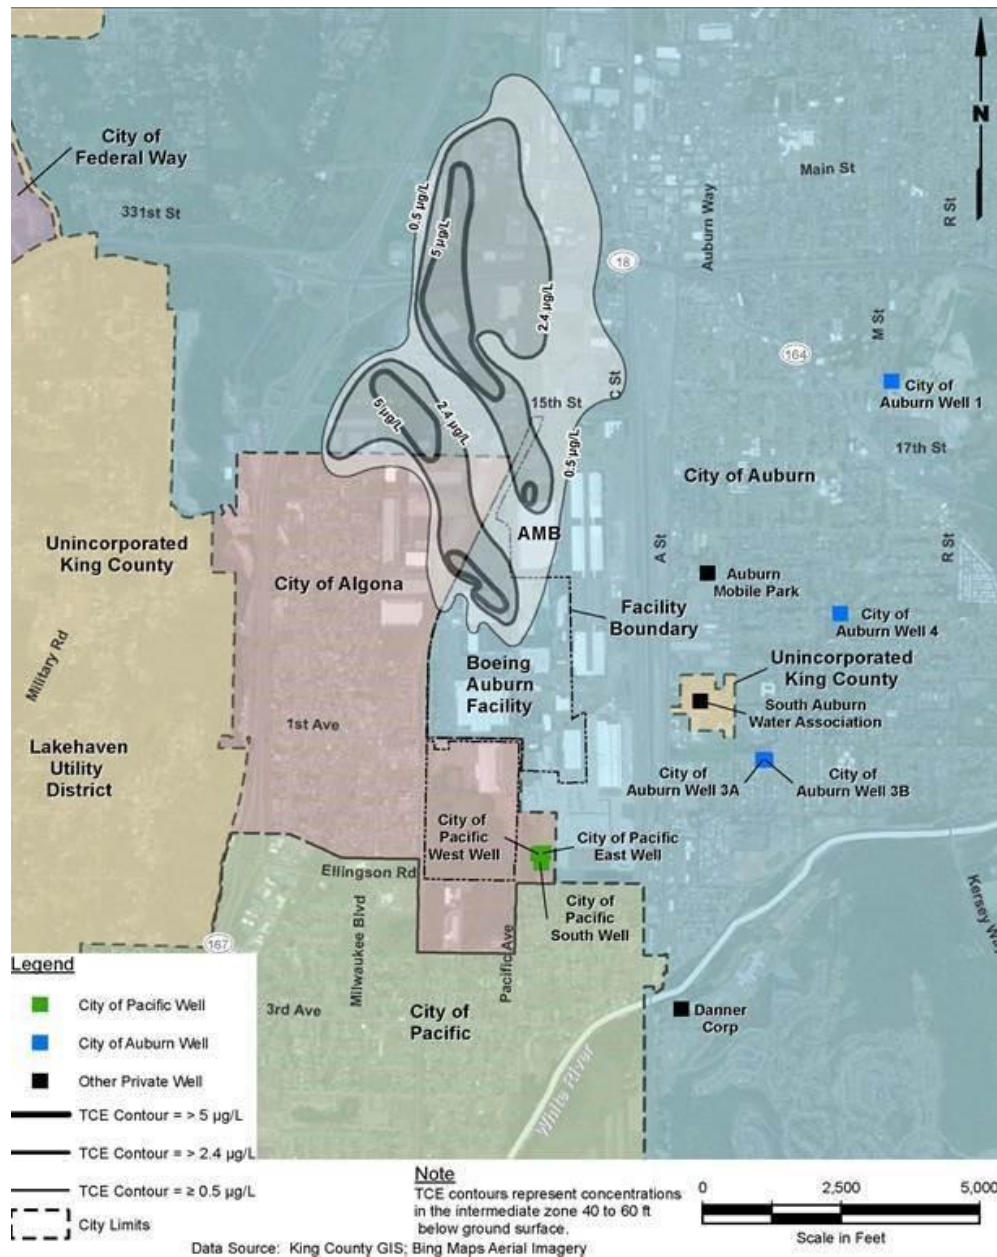 City of
Federal Way
331st St
Main St
R St
Auburn Way
N
0.5 µg/L
5 µg/L
2.4 µg/L
18
M St
164
City of
Auburn Well 1
C St
15th St
5 µg/L
2.4 µg/L
0.5 µg/L
17th St
City of Auburn
AMB
A St
R St
Unincorporated
King County
City of Algona
Auburn
Mobile Park
Facility
Boundary
City of
Auburn Well 4
Military Rd
Boeing
Auburn
Facility
Unincorporated
King County
South Auburn
Water Association
1st Ave
Lakehaven
Utility
District
City of
Auburn Well 3A
City of
Auburn Well 3B
City of
Pacific
West Well
City of Pacific
East Well
Ellingson Rd
City of
Pacific
South Well
Milwaukee Blvd
Pacific Ave
167
3rd Ave
City of
Pacific
White River
Danner
Corp
Legend
City of Pacific Well
City of Auburn Well
Other Private Well
TCE Contour = > 5 µg/L
TCE Contour = > 2.4 µg/L
TCE Contour = ≥ 0.5 µg/L
City Limits
Note
TCE contours represent concentrations
in the intermediate zone 40 to 60 ft
below ground surface.
0 2,500 5,000
Scale in Feet
Data Source: King County GIS; Bing Maps Aerial Imagery
Kersey